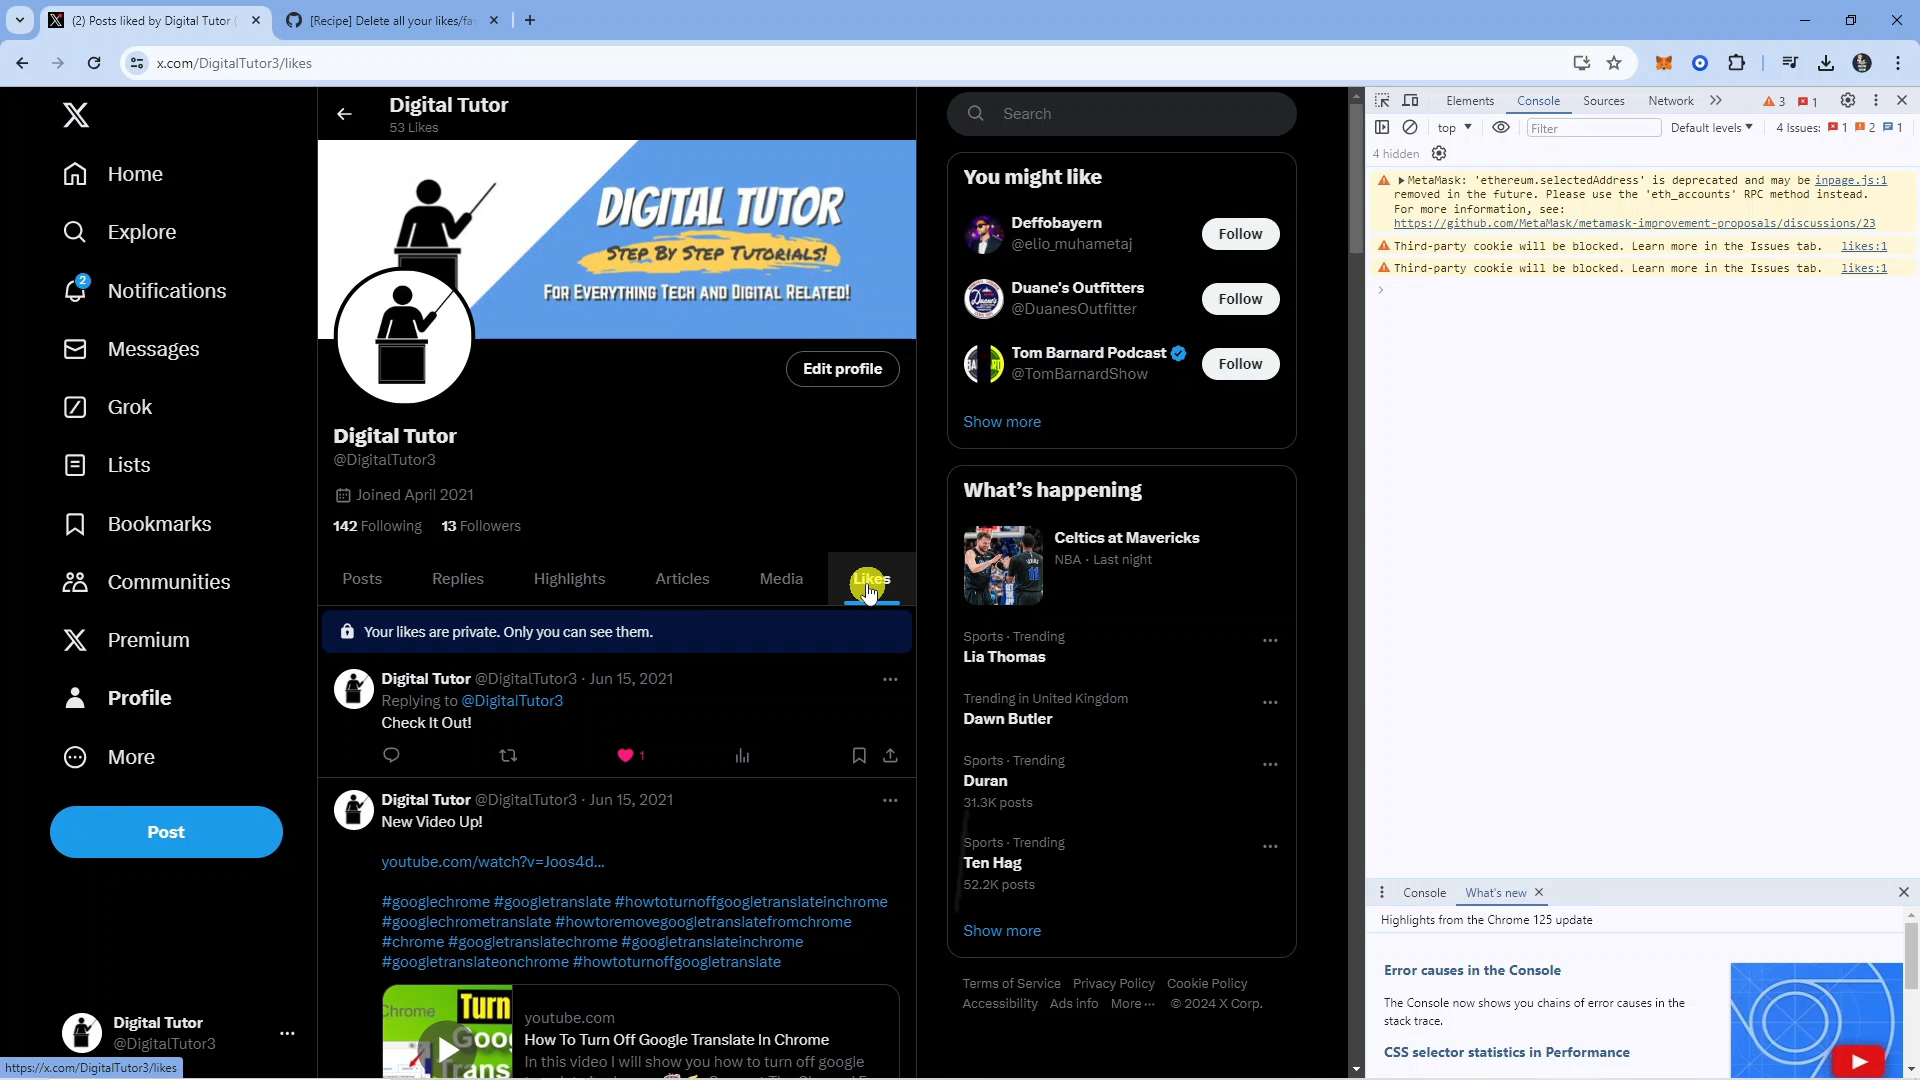 (2) Posts liked by Digital Tutor (
[Recipe] Delete all your likes/fa
x.com/DigitalTutor3/likes
Home
Explore
2
Notifications
Messages
Grok
Lists
Bookmarks
Communities
Premium
Profile
More
Post
Digital Tutor
@DigitalTutor3
https://x.com/DigitalTutor3/likes
Digital Tutor
53 Likes
DIGITAL TUTOR
STEP BY STEP TUTORIALS!
FOR EVERYTHING TECH AND DIGITAL RELATED!
Edit profile
Digital Tutor
@DigitalTutor3
Joined April 2021
142 Following 13 Followers
Posts Replies Highlights Articles Media Likes
Your likes are private. Only you can see them.
Digital Tutor @DigitalTutor3 · Jun 15, 2021
Replying to @DigitalTutor3
Check It Out!
1
Digital Tutor @DigitalTutor3 · Jun 15, 2021
New Video Up!
youtube.com/watch?v=Joos4d...
#googlechrome #googletranslate #howtoturnoffgoogletranslateinchrome
#googlechrometranslate #howtoremovegoogletranslatefromchrome
#chrome #googletranslatechrome #googletranslateinchrome
#googletranslateonchrome #howtoturnoffgoogletranslate
youtube.com
How To Turn Off Google Translate In Chrome
In this video I will show you how to turn off google
Search
You might like
Deffobayern
@elio_muhametaj
Follow
Duane's Outfitters
@DuanesOutfitter
Follow
Tom Barnard Podcast
@TomBarnardShow
Follow
Show more
What's happening
Celtics at Mavericks
NBA · Last night
Sports · Trending
Lia Thomas
Trending in United Kingdom
Dawn Butler
Sports · Trending
Duran
31.3K posts
Sports · Trending
Ten Hag
52.2K posts
Show more
Terms of Service Privacy Policy Cookie Policy
Accessibility Ads info More ··· © 2024 X Corp.
Elements Console Sources Network 3 1
top Filter Default levels 4 Issues: 1 2 1
4 hidden
MetaMask: 'ethereum.selectedAddress' is deprecated and may be inpage.js:1
removed in the future. Please use the 'eth_accounts' RPC method instead.
For more information, see:
https://github.com/MetaMask/metamask-improvement-proposals/discussions/23
Third-party cookie will be blocked. Learn more in the Issues tab. likes:1
Third-party cookie will be blocked. Learn more in the Issues tab. likes:1
Console What's new
Highlights from the Chrome 125 update
Error causes in the Console
The Console now shows you chains of error causes in the
stack trace.
CSS selector statistics in Performance